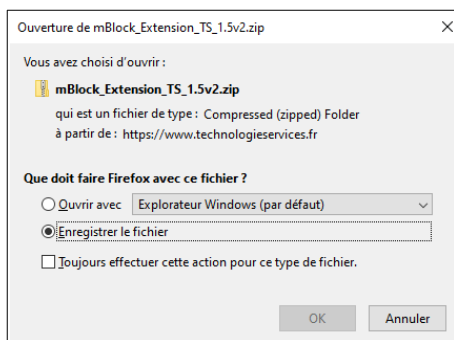 Ouverture de mBlock_Extension_TS_1.5v2.zip
Vous avez choisi d'ouvrir :
mBlock_Extension_TS_1.5v2.zip
qui est un fichier de type : Compressed (zipped) Folder
à partir de : https://www.technologieservices.fr
Que doit faire Firefox avec ce fichier ?
Ouvrir avec Explorateur Windows (par défaut)
Enregistrer le fichier
Toujours effectuer cette action pour ce type de fichier.
OK Annuler